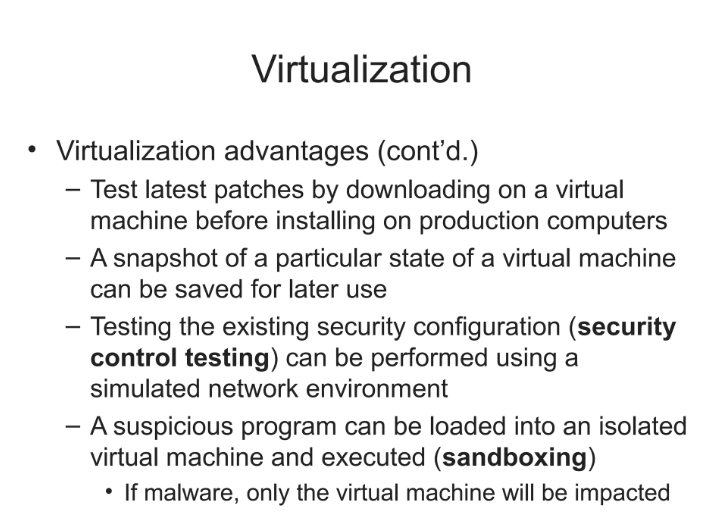 Virtualization
• Virtualization advantages (cont’d.)
– Test latest patches by downloading on a virtual
machine before installing on production computers
– A snapshot of a particular state of a virtual machine
can be saved for later use
– Testing the existing security configuration (security
control testing) can be performed using a
simulated network environment
– A suspicious program can be loaded into an isolated
virtual machine and executed (sandboxing)
• If malware, only the virtual machine will be impacted